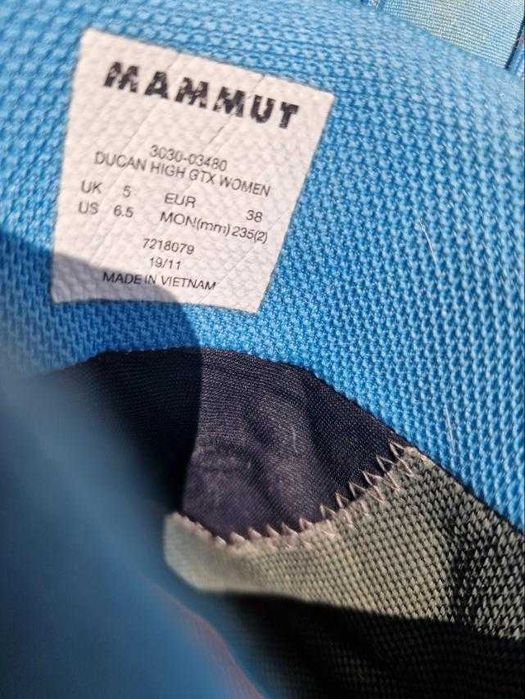 MAMMUT
3030-03480
DUCAN HIGH GTX WOMEN
UK 5 EUR 38
US 6.5 MON(mm) 235(2)
7218079
19/11
MADE IN VIETNAM